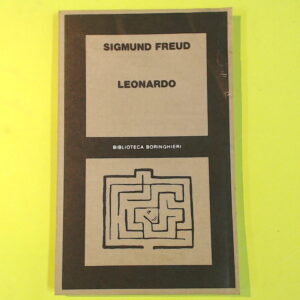 SIGMUND FREUD
LEONARDO
BIBLIOTECA BORINGHIERI